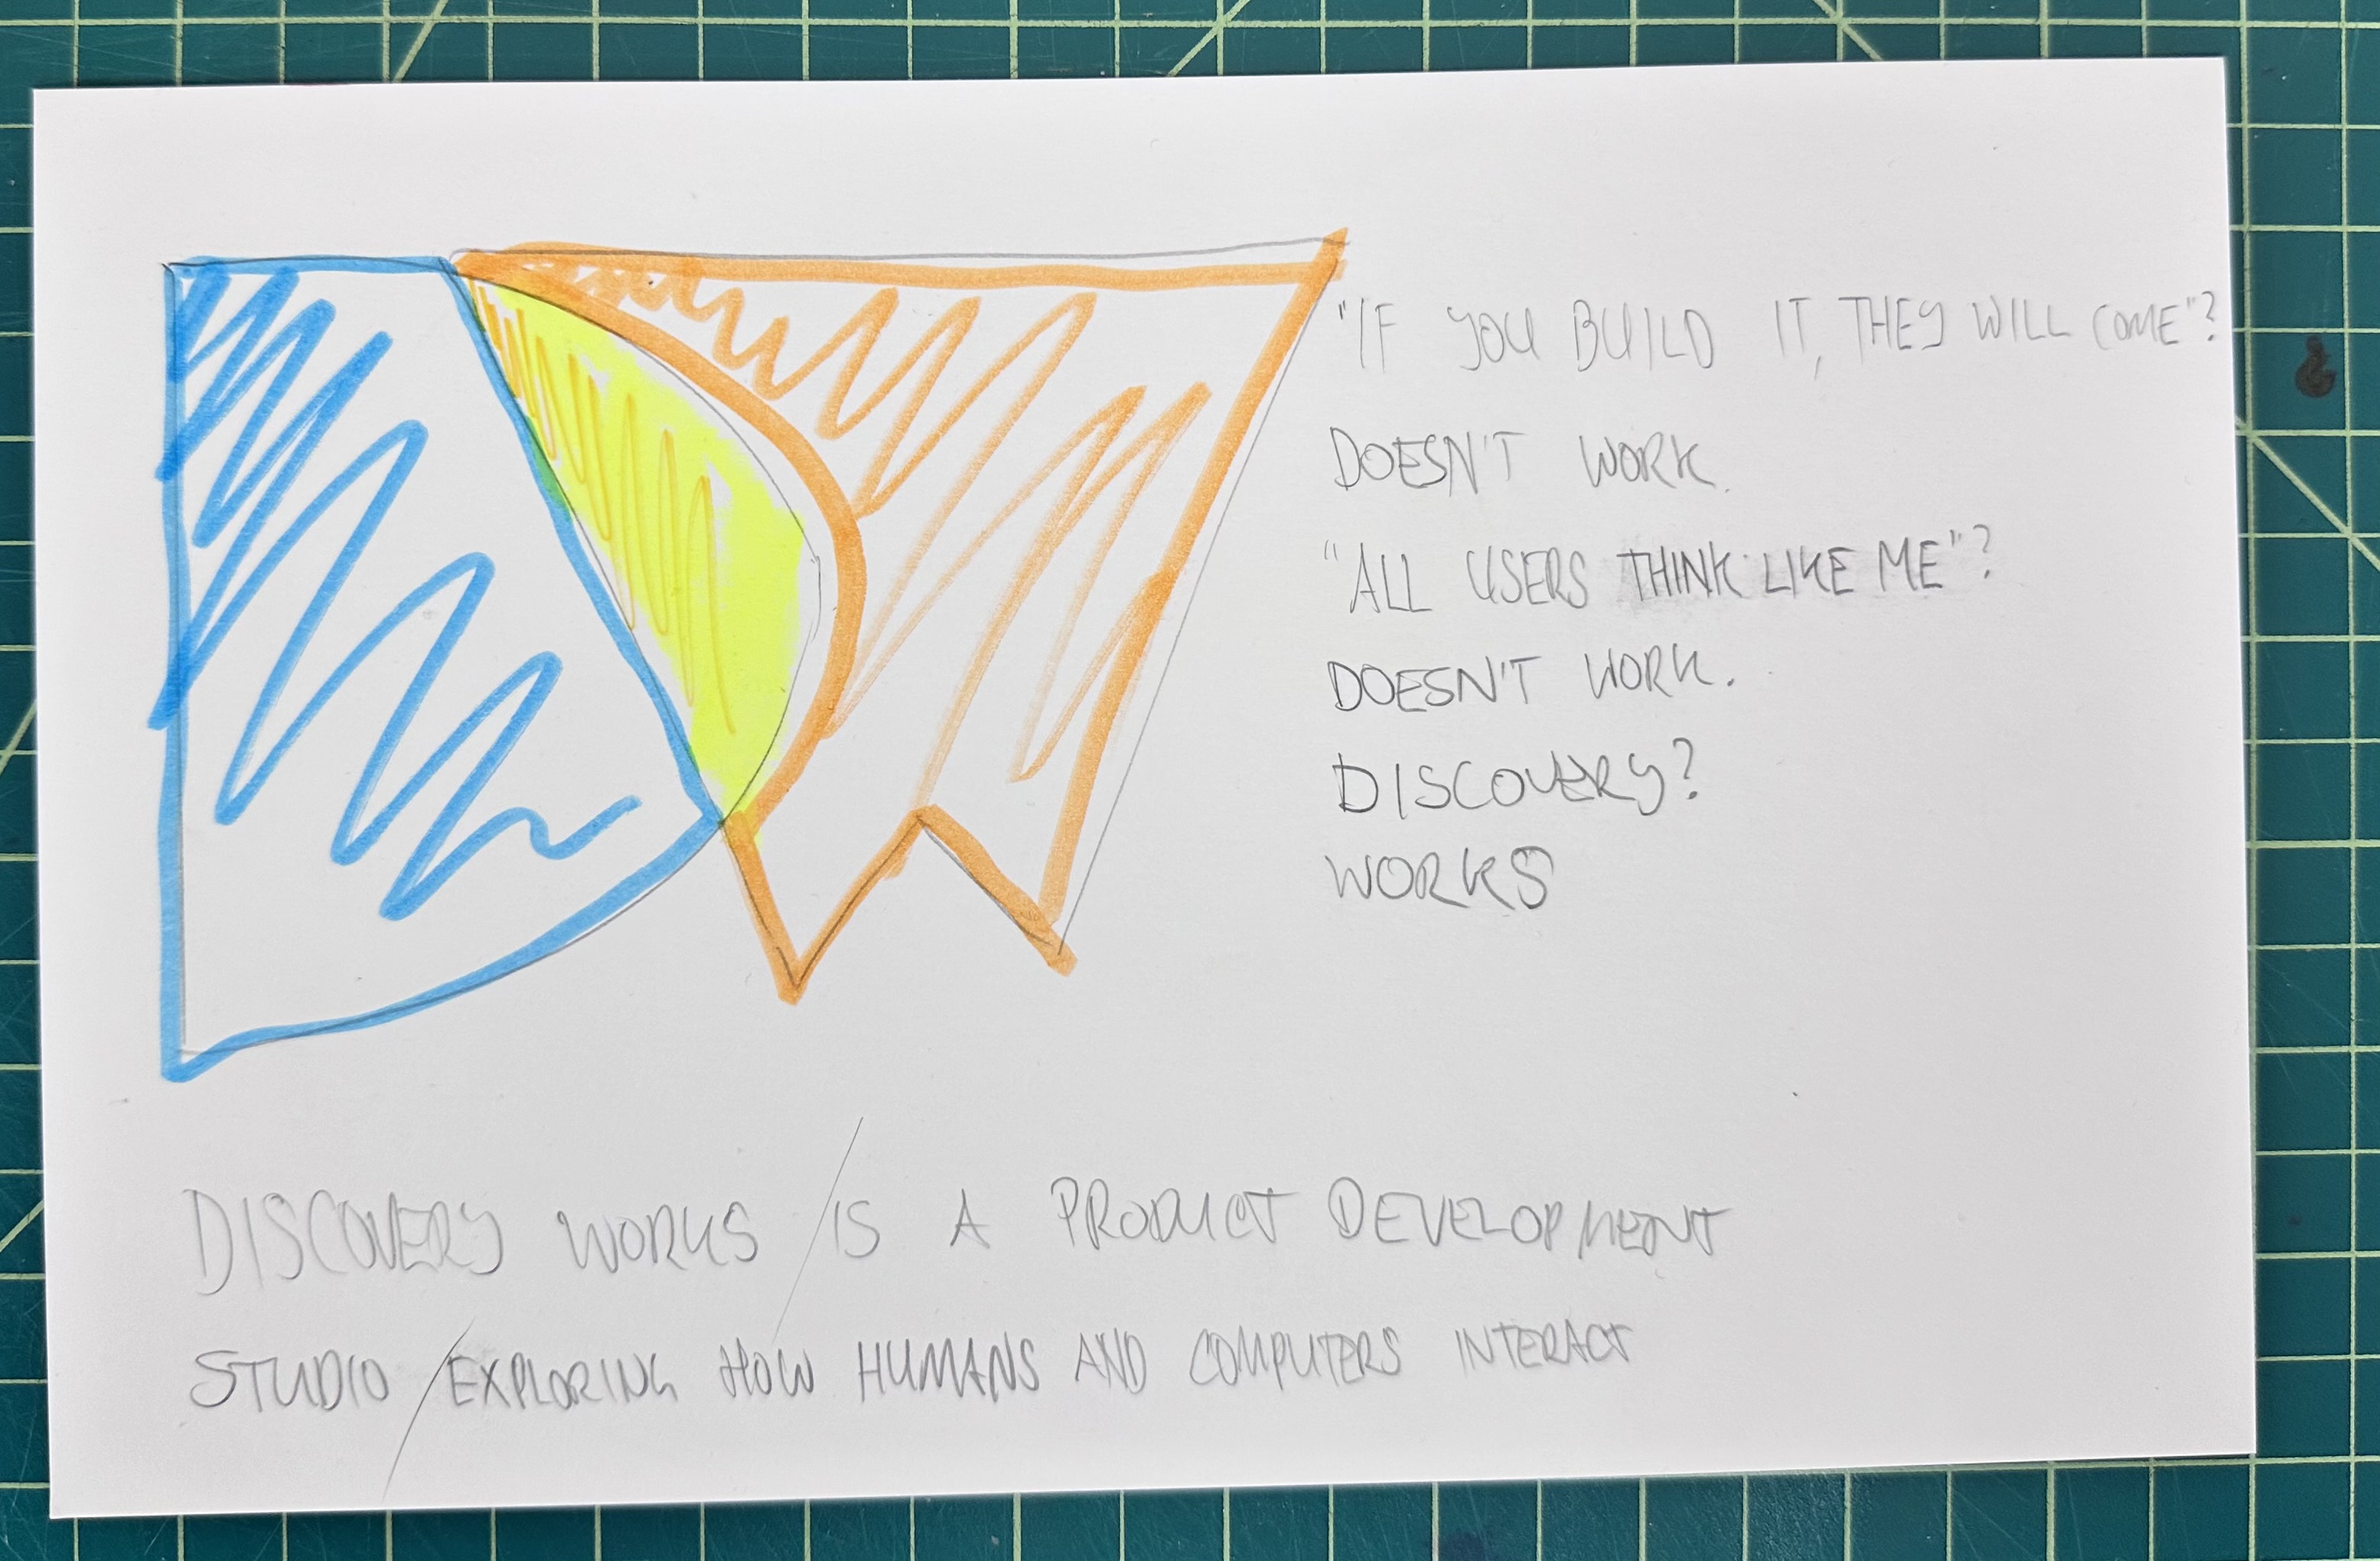 "IF YOU BUILD IT, THEY WILL COME"?
DOESN'T WORK.
"ALL USERS THINK LIKE ME"?
DOESN'T WORK.
DISCOVERY?
WORKS
DISCOVERY WORKS / IS A PRODUCT DEVELOPMENT
STUDIO / EXPLORING HOW HUMANS AND COMPUTERS INTERACT